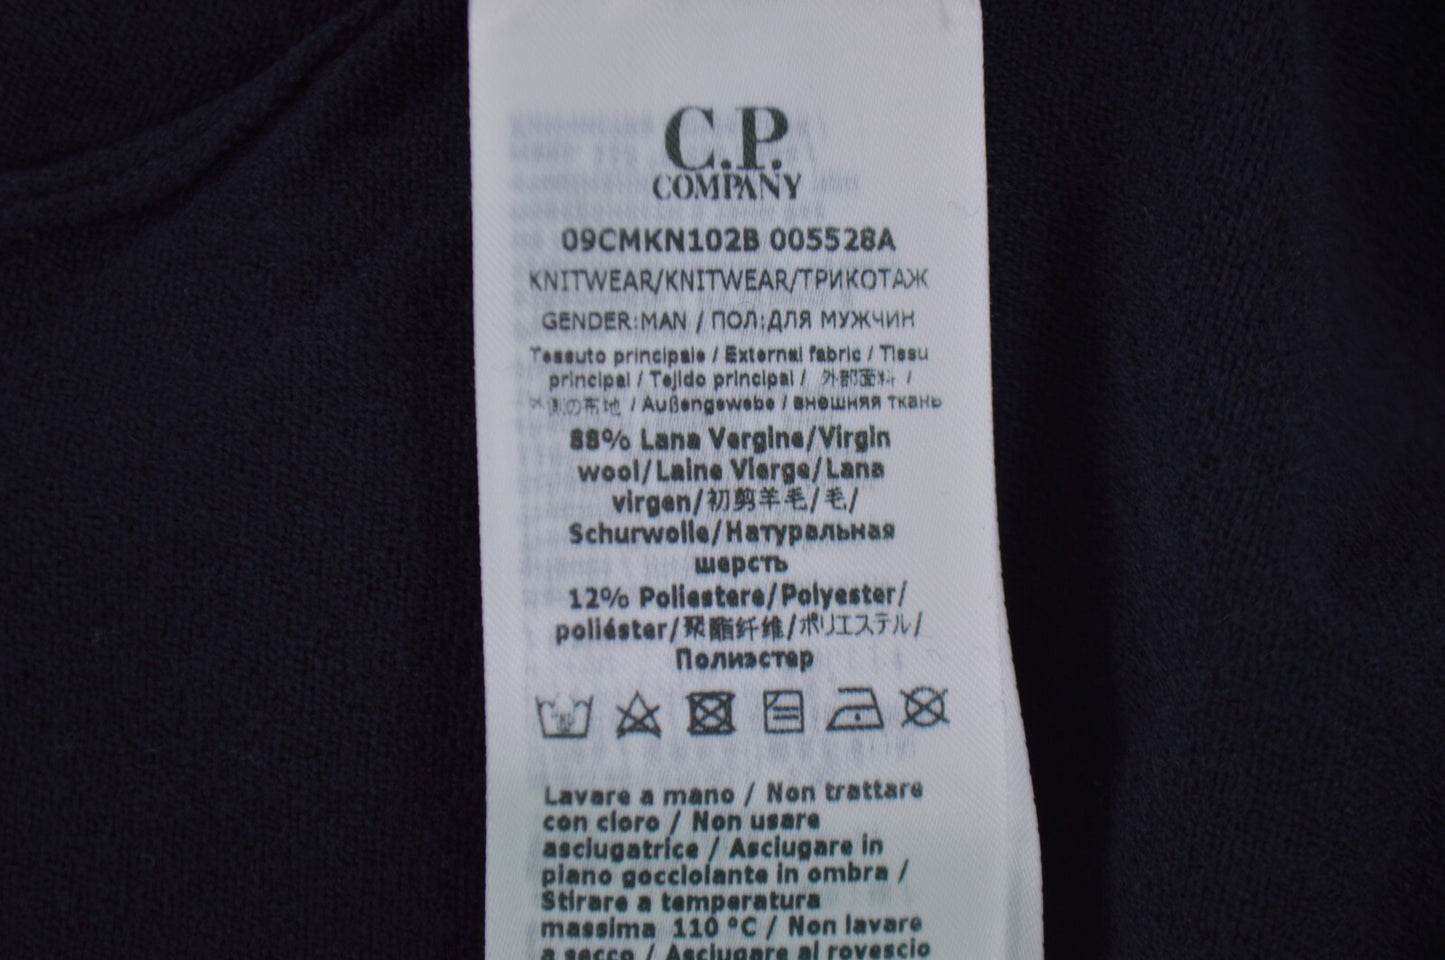 C.P.
COMPANY
09CMKN102B 005528A
KNITWEAR/KNITWEAR/ТРИКОТАЖ
GENDER:MAN / ПОЛ:ДЛЯ МУЖЧИН
Tessuto principale / External fabric / Tissu
principal / Tejido principal / 外部面料 /
外側の布地 / Außengewebe / внешняя ткань
88% Lana Vergine/Virgin
wool/Laine Vierge/Lana
virgen/初剪羊毛/毛/
Schurwolle/Натуральная
шерсть
12% Poliestere/Polyester/
poliéster/聚酯纤维/ポリエステル/
Полиэстер
Lavare a mano / Non trattare
con cloro / Non usare
asciugatrice / Asciugare in
piano gocciolante in ombra /
Stirare a temperatura
massima 110 °C / Non lavare
a secco / Asciugare al rovescio